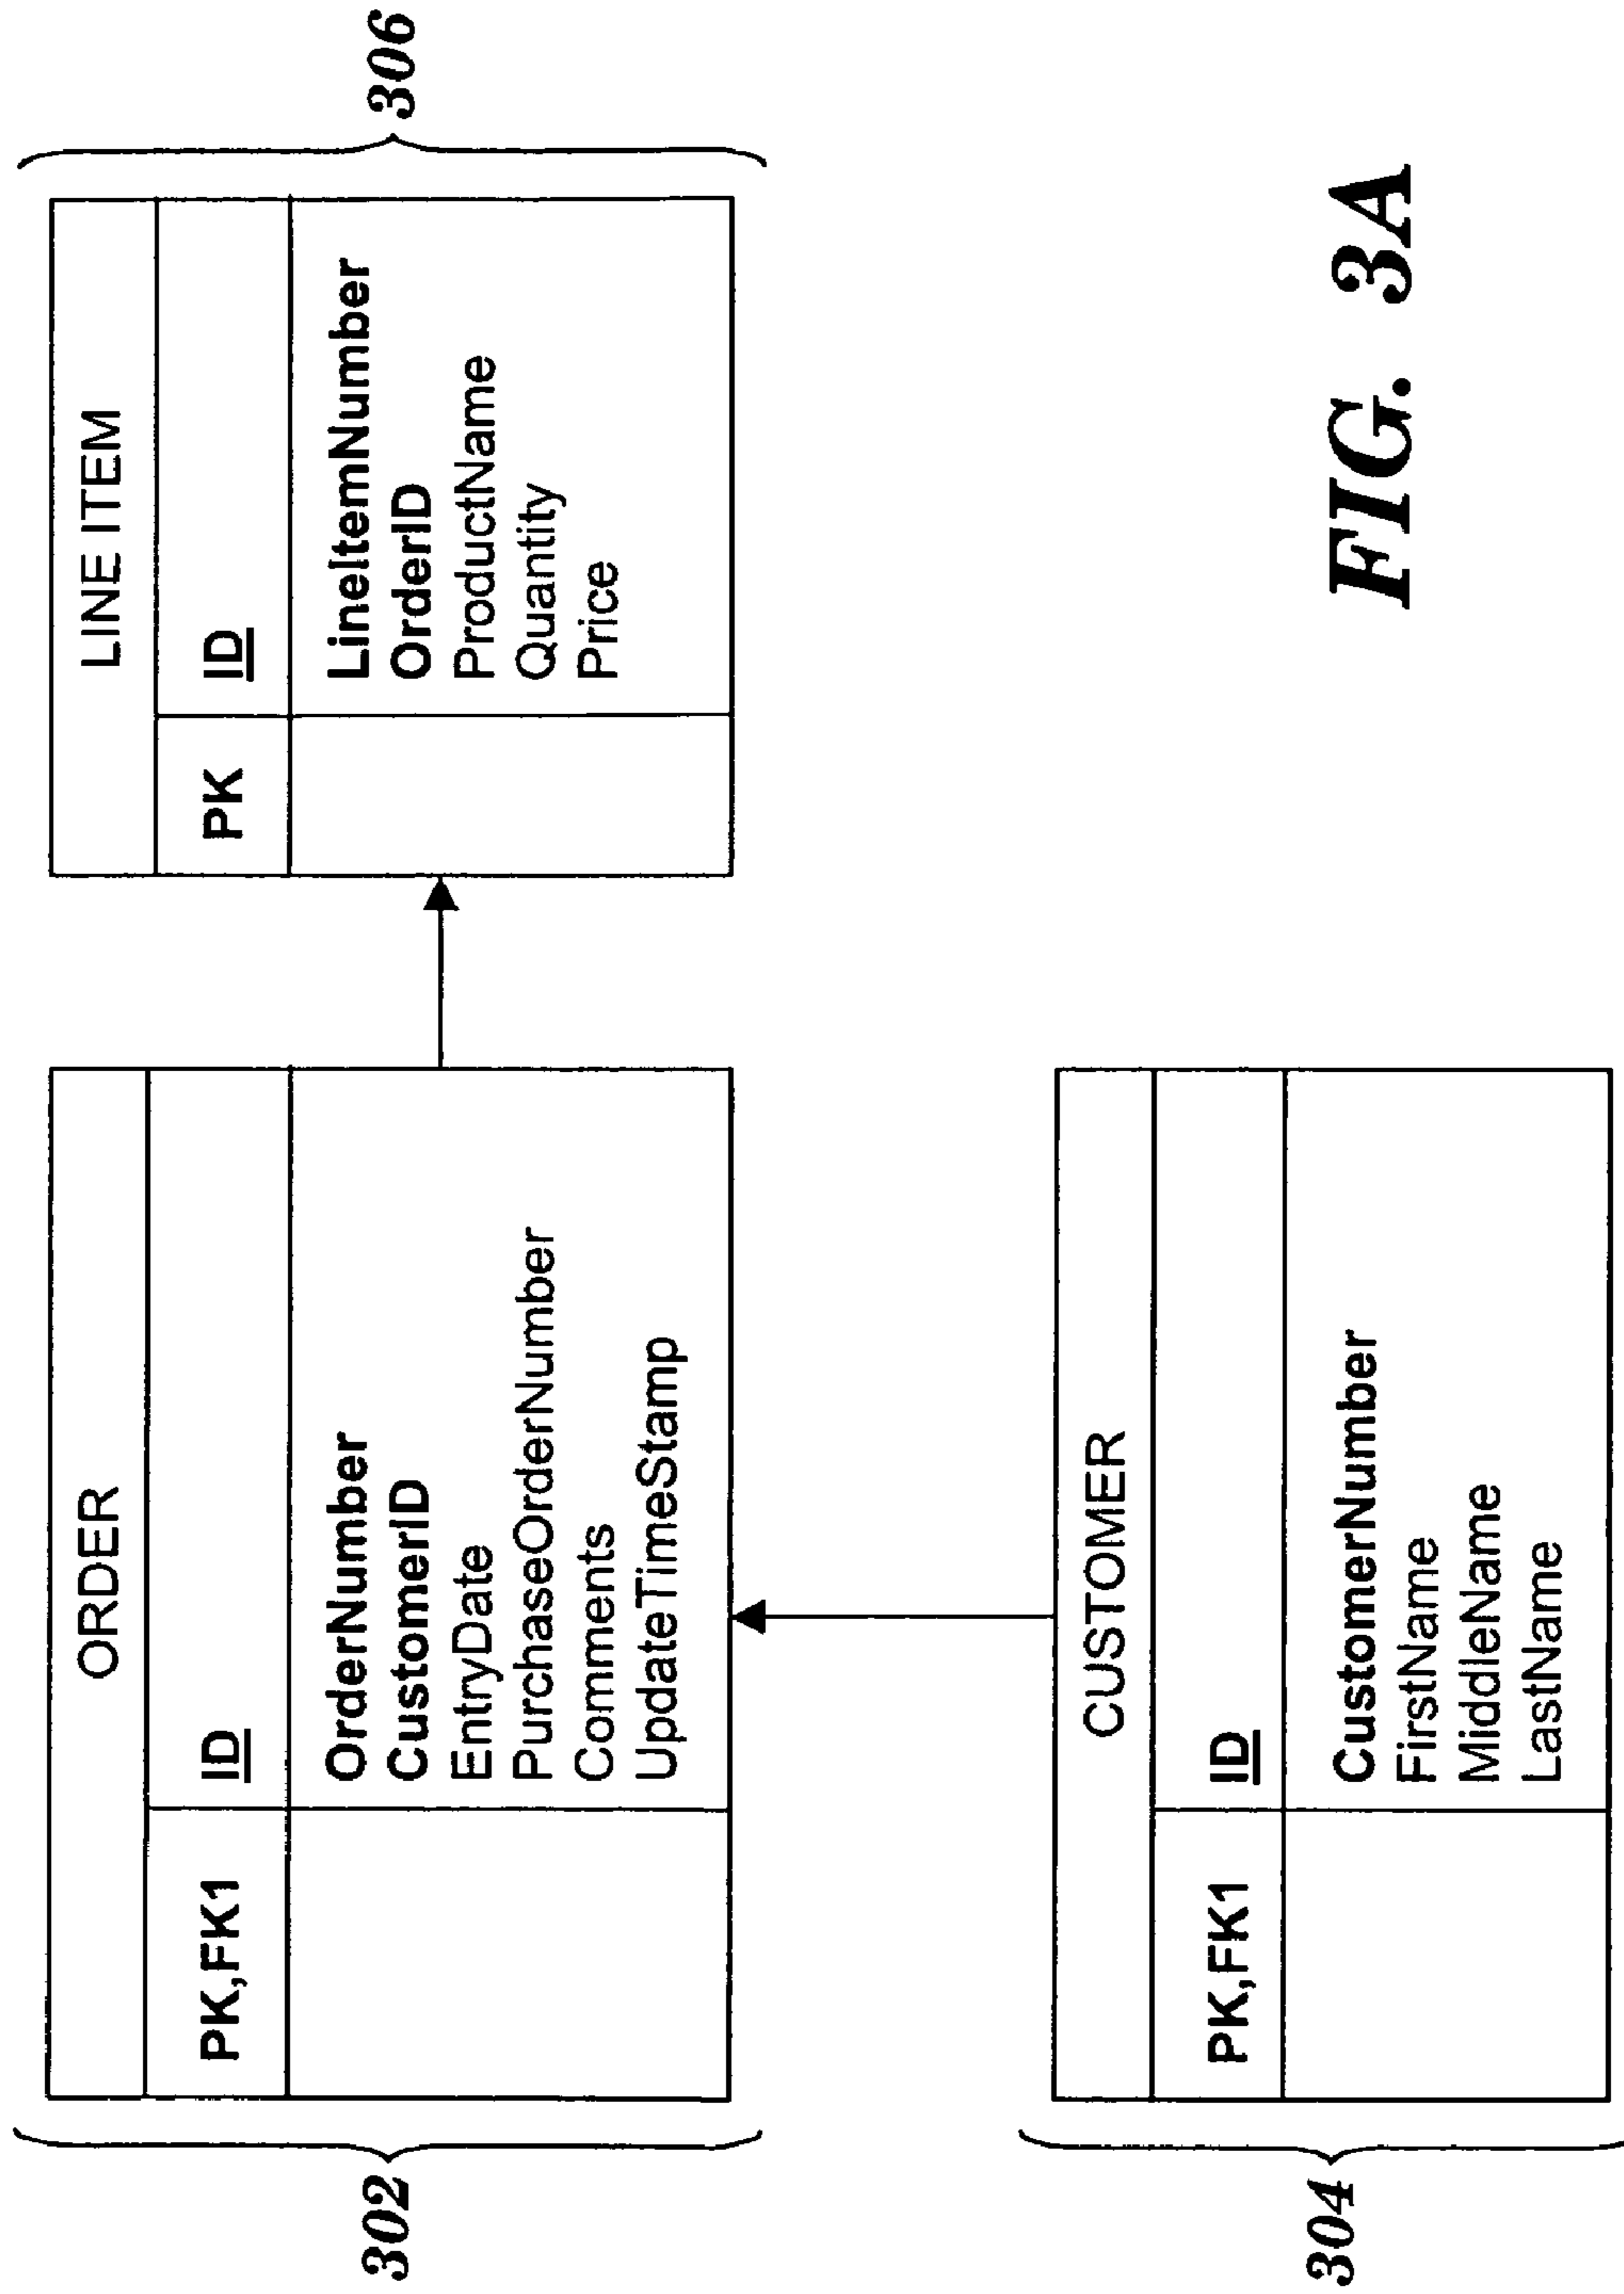 302
ORDER
PK,FK1 ID
OrderNumber
CustomerID
EntryDate
PurchaseOrderNumber
Comments
UpdateTimeStamp
LINE ITEM
PK ID
LineItemNumber
OrderID
ProductName
Quantity
Price
306
304
CUSTOMER
PK,FK1 ID
CustomerNumber
FirstName
MiddleName
LastName
FIG. 3A